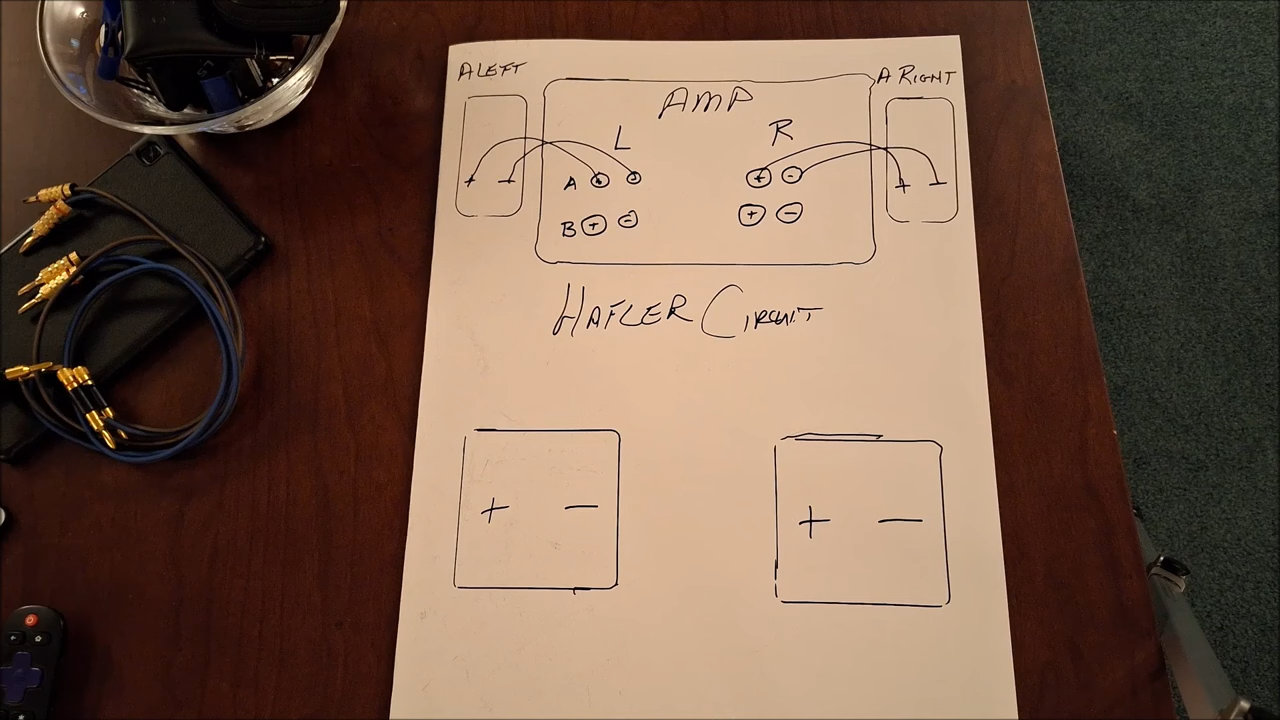 A LEFT
A RIGHT
AMP
L R
+ - A + - + - + -
B + - + -
HAFLER CIRCUIT
+ - + -